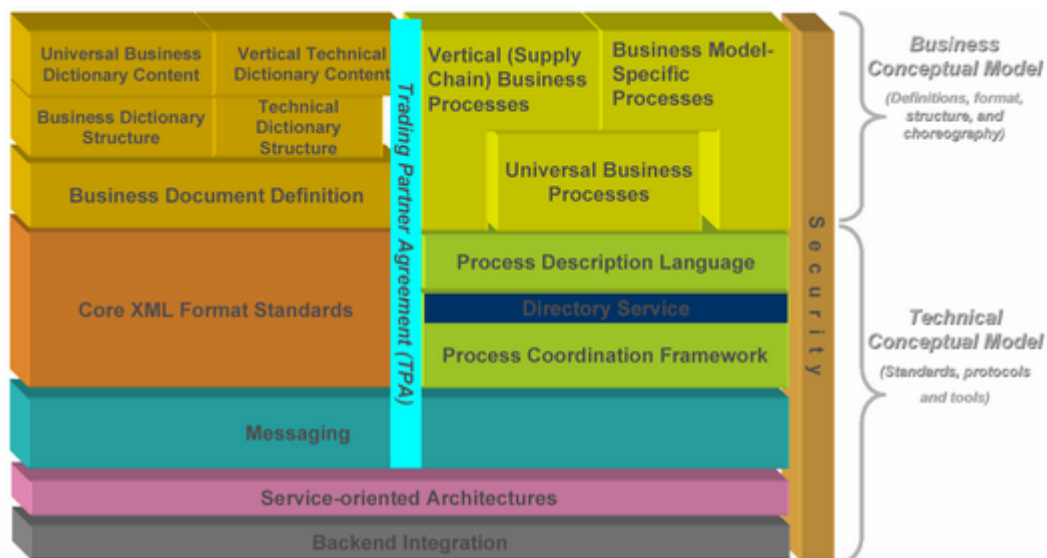 Universal Business
Dictionary Content
Vertical Technical
Dictionary Content
Business Dictionary
Structure
Technical
Dictionary
Structure
Business Document Definition
Core XML Format Standards
Trading Partner Agreement (TPA)
Vertical (Supply
Chain) Business
Processes
Business Model-
Specific
Processes
Universal Business
Processes
Process Description Language
Directory Service
Process Coordination Framework
Messaging
Service-oriented Architectures
Backend Integration
Security
Business
Conceptual Model
(Definitions, format,
structure, and
choreography)
Technical
Conceptual Model
(Standards, protocols
and tools)